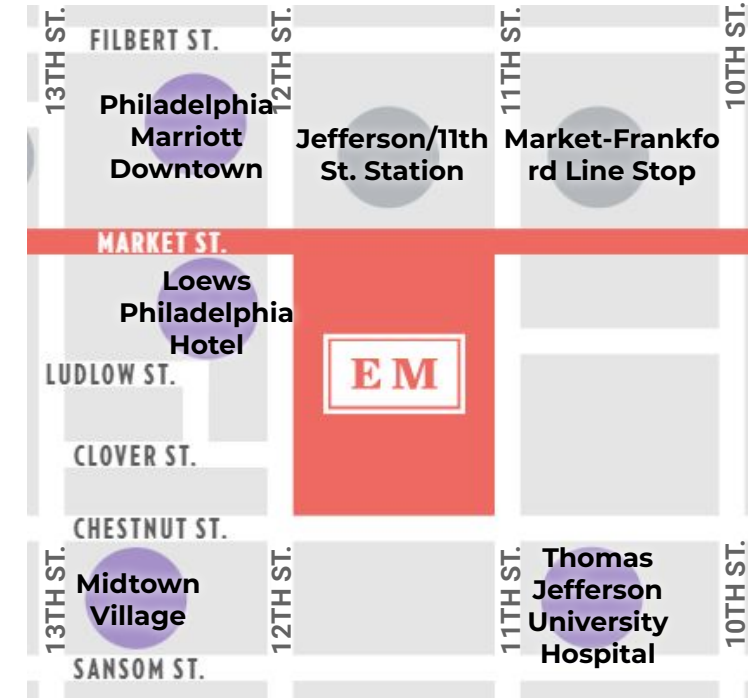 13TH ST.
FILBERT ST.
12TH ST.
11TH ST.
10TH ST.
Philadelphia
Marriott
Downtown
Jefferson/11th
St. Station
Market-Frankfo
rd Line Stop
MARKET ST.
Loews
Philadelphia
Hotel
LUDLOW ST.
E M
CLOVER ST.
CHESTNUT ST.
13TH ST.
Midtown
Village
12TH ST.
11TH ST.
Thomas
Jefferson
University
Hospital
10TH ST.
SANSOM ST.